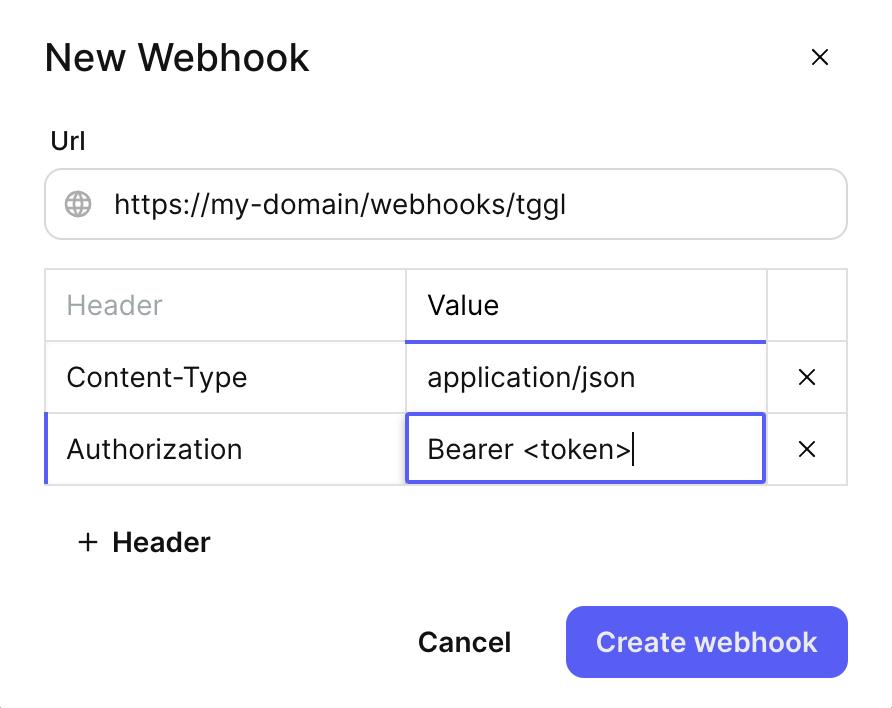 New Webhook
Url
https://my-domain/webhooks/tggl
Header Value
Content-Type application/json
Authorization Bearer <token>
+ Header
Cancel Create webhook